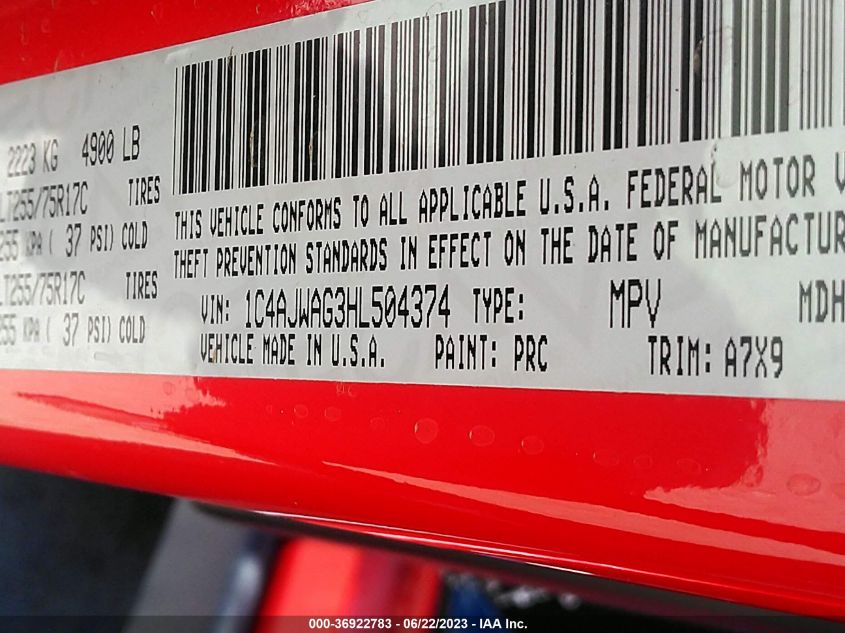 2223 KG 4900 LB
LT255/75R17C TIRES
255 KPA ( 37 PSI) COLD
LT255/75R17C TIRES
255 KPA ( 37 PSI) COLD
THIS VEHICLE CONFORMS TO ALL APPLICABLE U.S.A. FEDERAL MOTOR V
THEFT PREVENTION STANDARDS IN EFFECT ON THE DATE OF MANUFACTUR
VIN: 1C4AJWAG3HL504374 TYPE: MPV MDH
VEHICLE MADE IN U.S.A. PAINT: PRC TRIM: A7X9
000-36922783 - 06/22/2023 - IAA Inc.